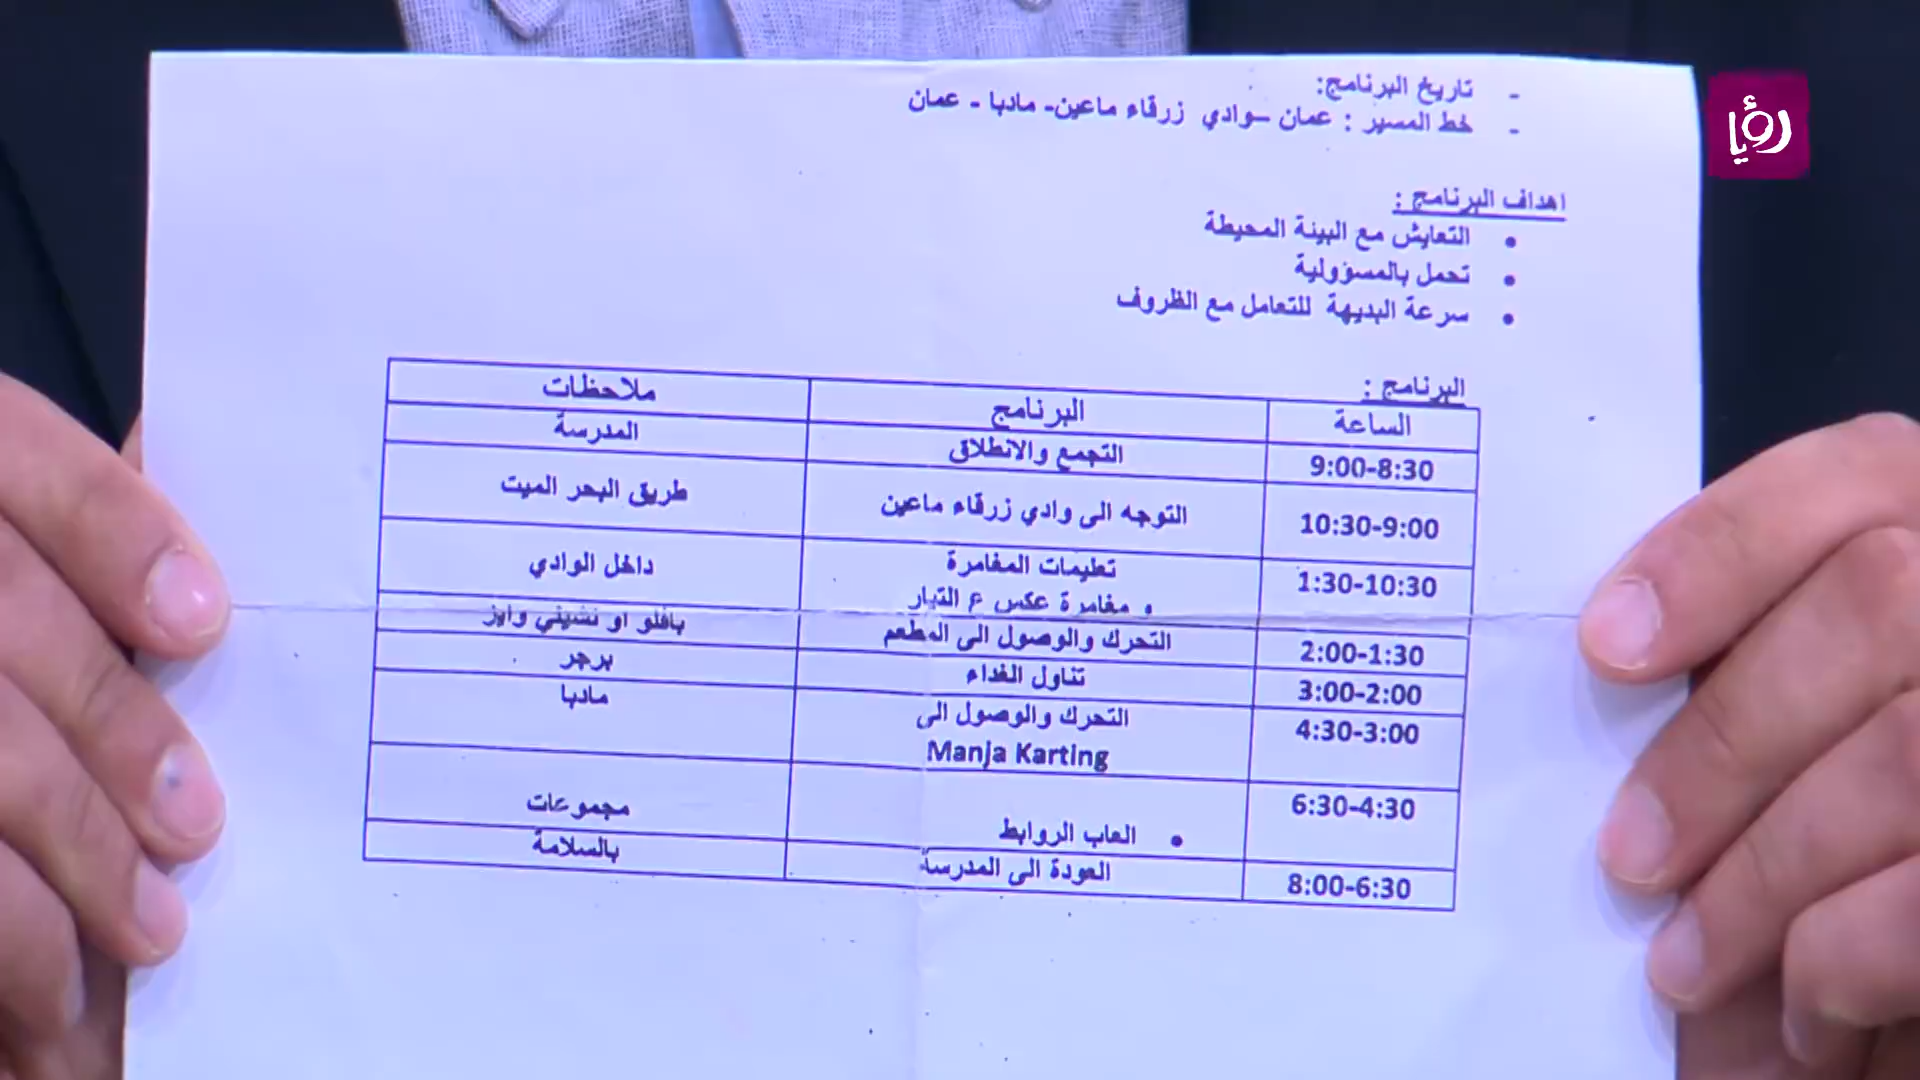 رؤيا
- تاريخ البرنامج:
- خط المسير : عمان -وادي زرقاء ماعين- مادبا - عمان
اهداف البرنامج :
• التعايش مع البيئة المحيطة
• تحمل بالمسؤولية
• سرعة البديهة للتعامل مع الظروف
البرنامج :
الساعة البرنامج ملاحظات
9:00-8:30 التجمع والانطلاق المدرسة
10:30-9:00 التوجه الى وادي زرقاء ماعين طريق البحر الميت
1:30-10:30 تعليمات المغامرة داخل الوادي
• مغامرة عكس ع التيار
2:00-1:30 التحرك والوصول الى المطعم بافلو او نشيني وايز
3:00-2:00 تناول الغداء برجر
4:30-3:00 التحرك والوصول الى مادبا
Manja Karting
6:30-4:30 • العاب الروابط مجموعات
8:00-6:30 العودة الى المدرسة بالسلامة